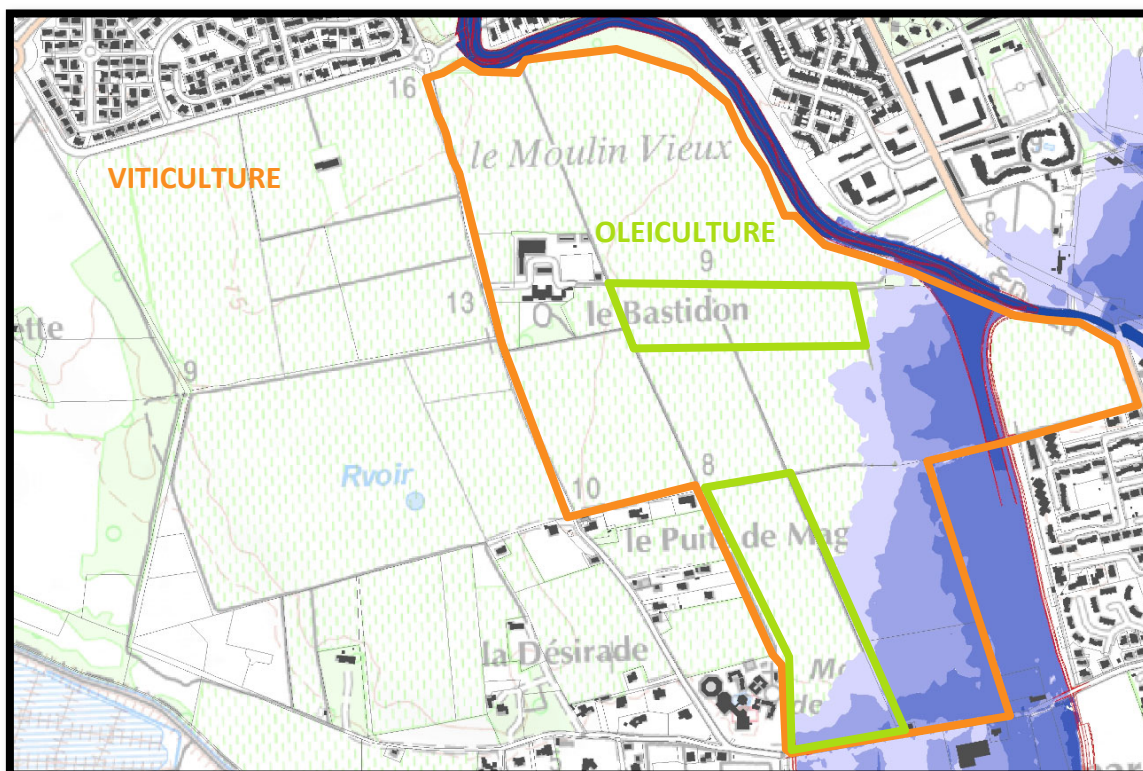 16
le Moulin Vieux
VITICULTURE
OLEICULTURE
9
13
le Bastidon
ette
9
8
Rvoir
10
le Puit de Mag
la Désirade